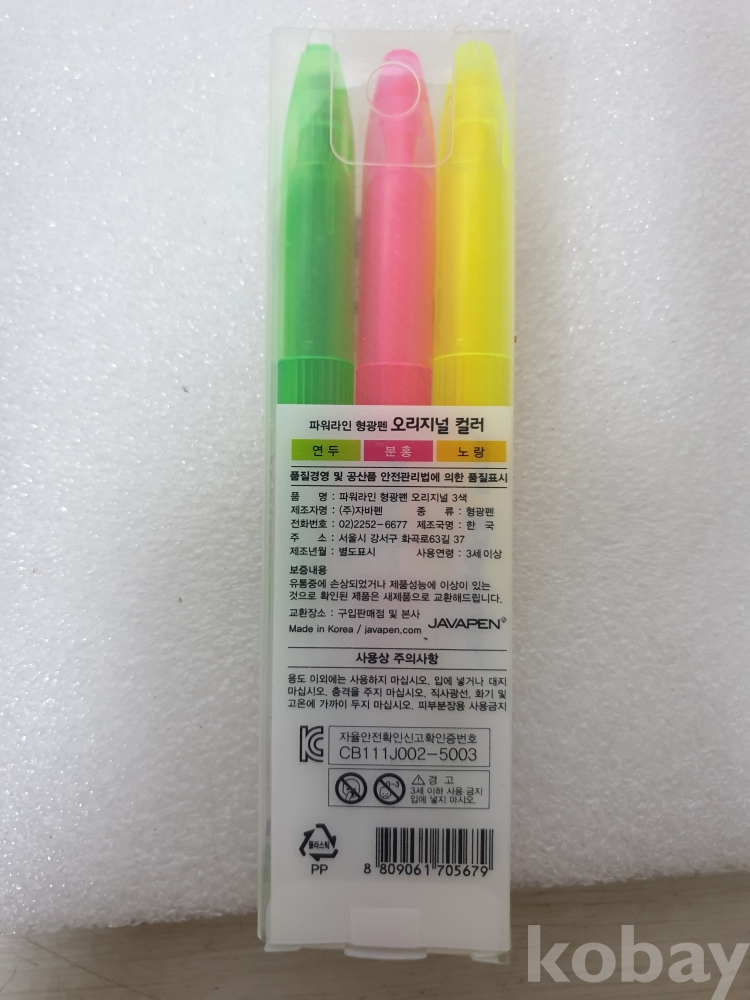 파워라인 형광펜 오리지널 컬러
연두 분홍 노랑
품질경영 및 공산품 안전관리법에 의한 품질표시
품 명 : 파워라인 형광펜 오리지널 3색
제조자명 : (주)자바펜 종 류 : 형광펜
전화번호 : 02)2252-6677 제조국명 : 한 국
주 소 : 서울시 강서구 화곡로63길 37
제조년월 : 별도표시 사용연령 : 3세이상
보증내용
유통중에 손상되었거나 제품성능에 이상이 있는
것으로 확인된 제품은 새제품으로 교환해드립니다.
교환장소 : 구입판매점 및 본사
Made in Korea / javapen.com JAVAPEN®
사용상 주의사항
용도 이외에는 사용하지 마십시오. 입에 넣거나 대지
마십시오. 충격을 주지 마십시오. 직사광선, 화기 및
고온에 가까이 두지 마십시오. 피부분장용 사용금지
자율안전확인신고확인증번호
CB111J002-5003
경 고
0-3 3세 이하 사용 금지
입에 넣지 마시오.
플라스틱
PP
8 809061 705679
kobay